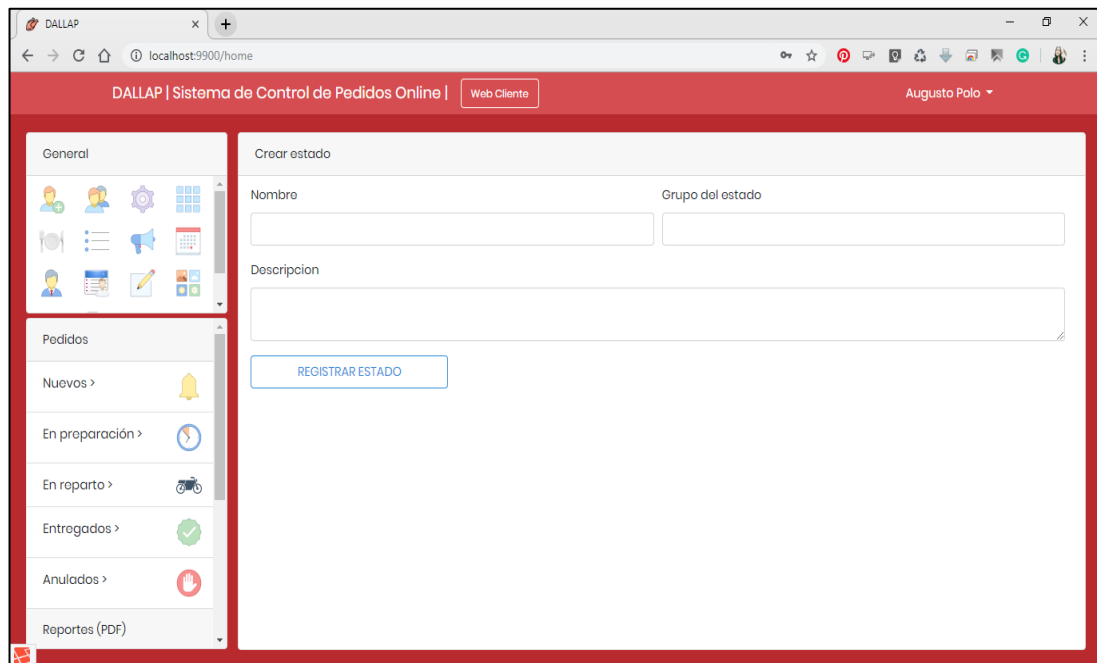 DALLAP
localhost:9900/home
DALLAP | Sistema de Control de Pedidos Online |
Web Cliente
Augusto Polo
General
Pedidos
Nuevos >
En preparación >
En reparto >
Entregados >
Anulados >
Reportes (PDF)
Crear estado
Nombre
Grupo del estado
Descripcion
REGISTRAR ESTADO